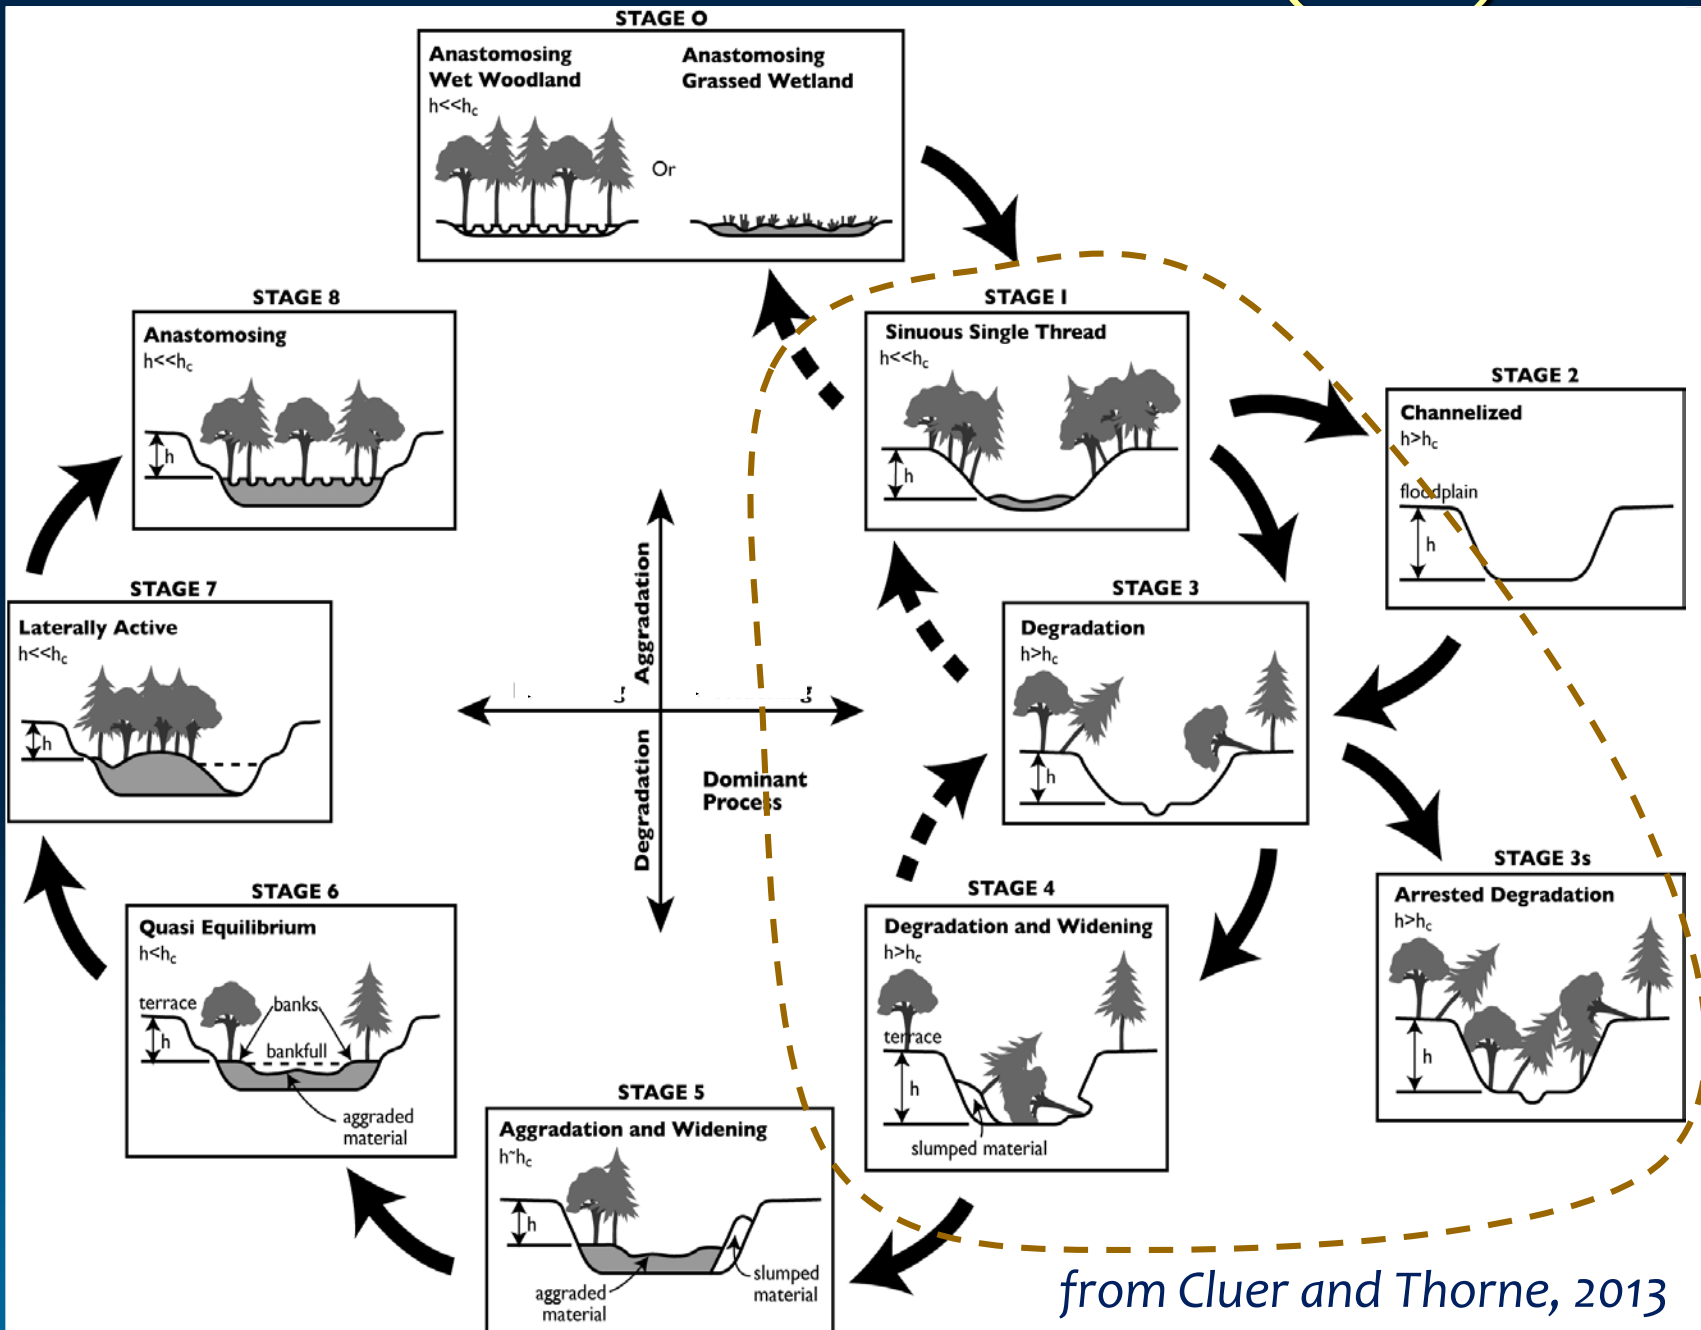 STAGE 0
Anastomosing
Wet Woodland
h<<hc
Or
Anastomosing
Grassed Wetland
STAGE 8
Anastomosing
h<<hc
h
STAGE 1
Sinuous Single Thread
h<<hc
h
STAGE 2
Channelized
h>hc
floodplain
h
STAGE 7
Laterally Active
h<<hc
h
Aggradation
Degradation
Dominant
Process
STAGE 3
Degradation
h>hc
h
STAGE 3s
Arrested Degradation
h>hc
h
STAGE 6
Quasi Equilibrium
h<hc
terrace
banks
h
bankfull
aggraded
material
STAGE 4
Degradation and Widening
h>hc
terrace
h
slumped material
STAGE 5
Aggradation and Widening
h~hc
h
aggraded
material
slumped
material
from Cluer and Thorne, 2013